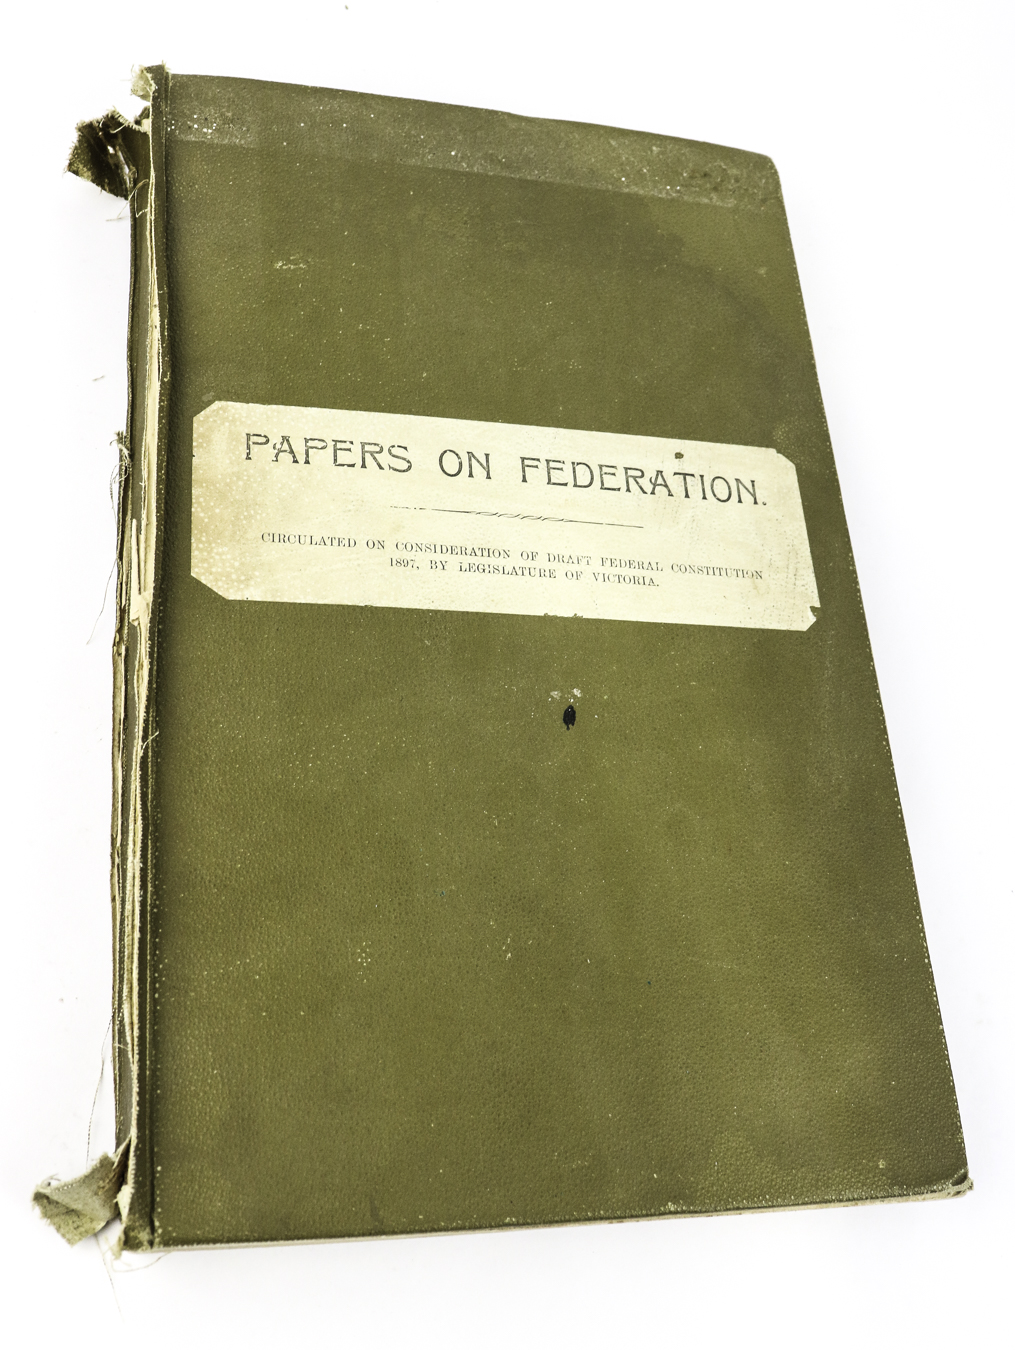 PAPERS ON FEDERATION.
CIRCULATED ON CONSIDERATION OF DRAFT FEDERAL CONSTITUTION
1897, BY LEGISLATURE OF VICTORIA.